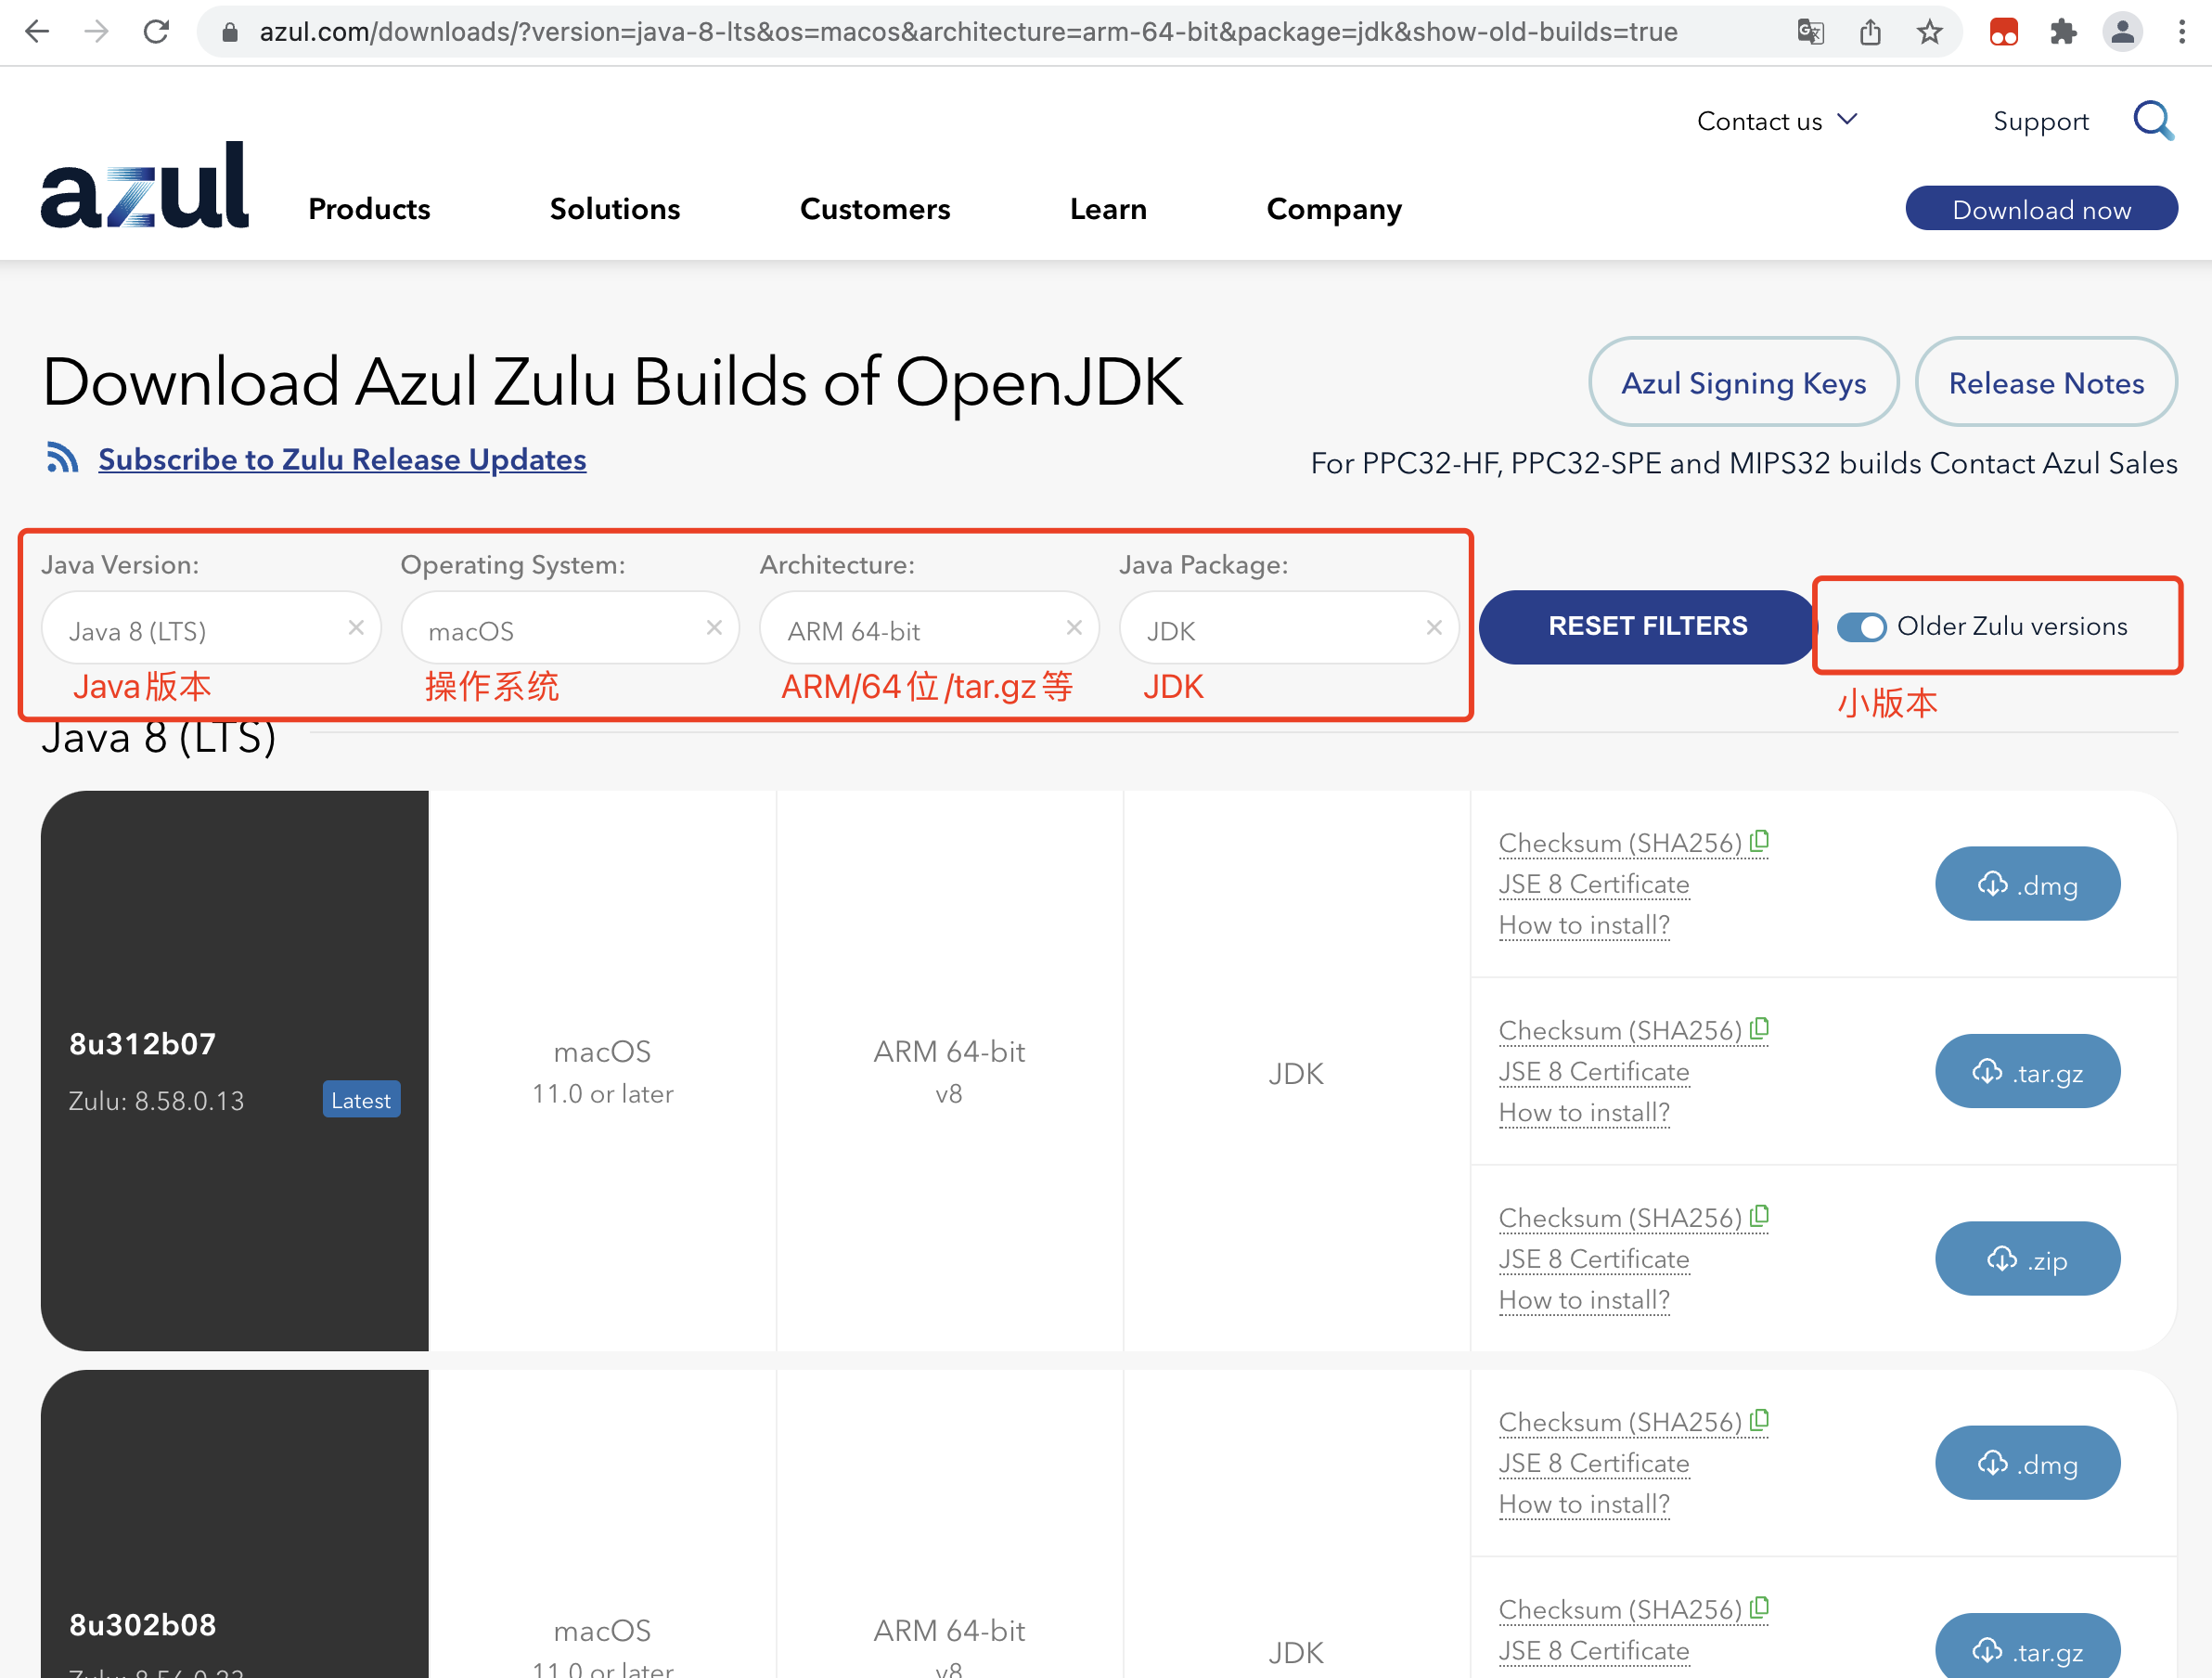 azul.com/downloads/?version=java-8-lts&os=macos&architecture=arm-64-bit&package=jdk&show-old-builds=true
Contact us
Support
azul
Products
Solutions
Customers
Learn
Company
Download now
Download Azul Zulu Builds of OpenJDK
Azul Signing Keys
Release Notes
Subscribe to Zulu Release Updates
For PPC32-HF, PPC32-SPE and MIPS32 builds Contact Azul Sales
Java Version:
Operating System:
Architecture:
Java Package:
Java 8 (LTS)
macOS
ARM 64-bit
JDK
RESET FILTERS
Older Zulu versions
Java版本
操作系统
ARM/64位/tar.gz等
JDK
小版本
Java 8 (LTS)
8u312b07
Zulu: 8.58.0.13
Latest
macOS
11.0 or later
ARM 64-bit
v8
JDK
Checksum (SHA256)
JSE 8 Certificate
How to install?
.dmg
Checksum (SHA256)
JSE 8 Certificate
How to install?
.tar.gz
Checksum (SHA256)
JSE 8 Certificate
How to install?
.zip
8u302b08
Zulu: 8.56.0.23
macOS
11.0 or later
ARM 64-bit
v8
JDK
Checksum (SHA256)
JSE 8 Certificate
How to install?
.dmg
Checksum (SHA256)
JSE 8 Certificate
.tar.gz